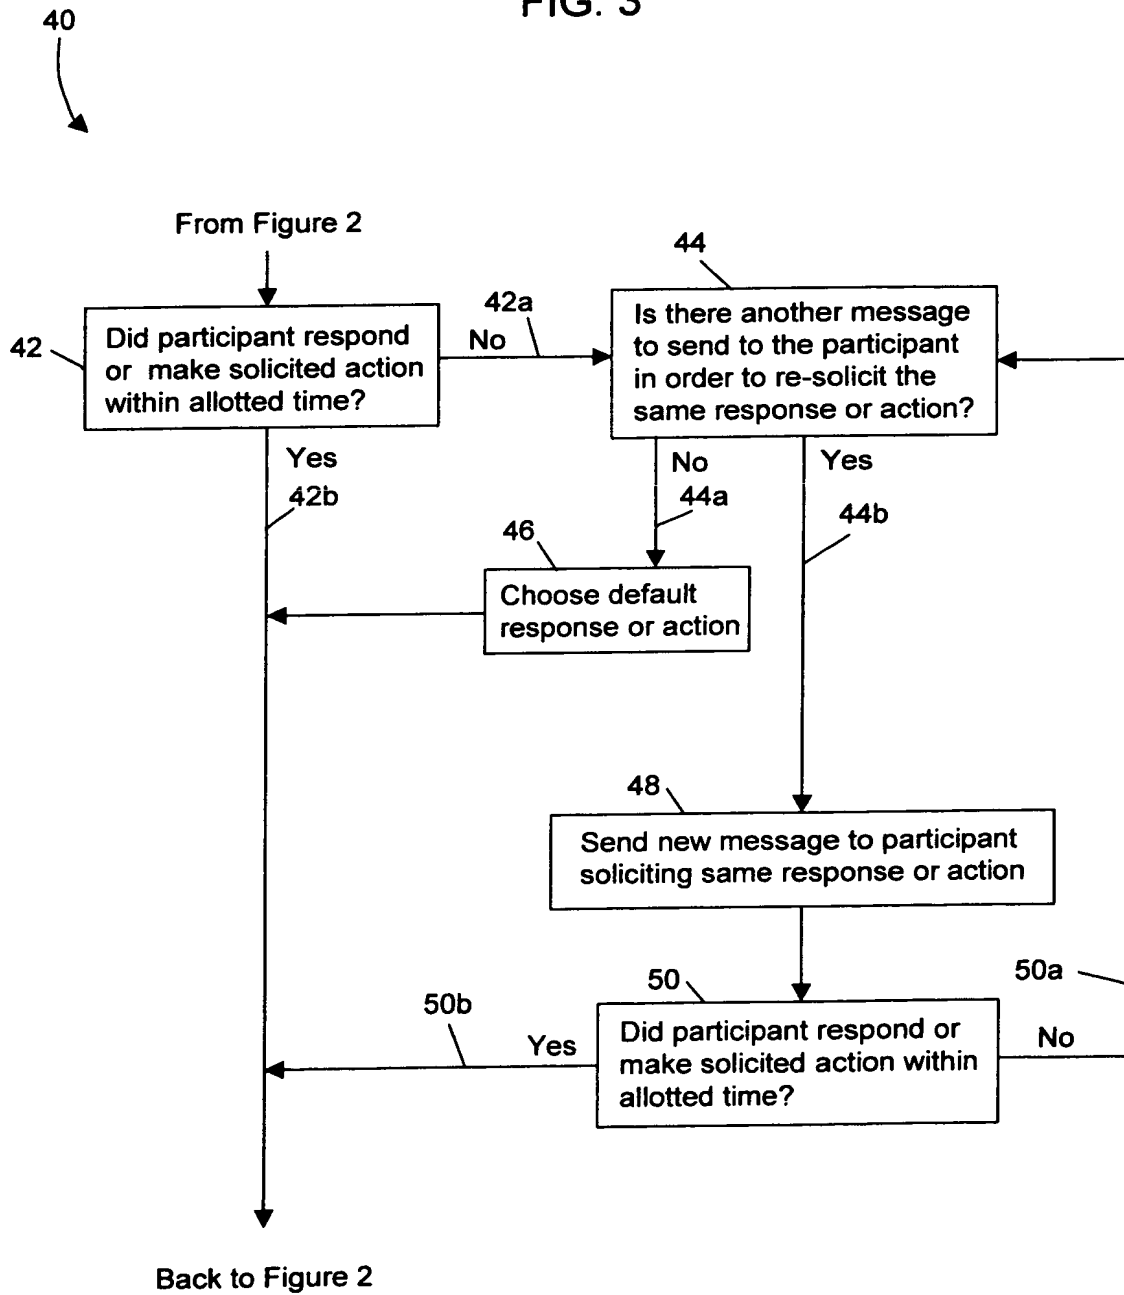 FIG. 3
40
From Figure 2
42
Did participant respond
or make solicited action
within allotted time?
No
42a
44
Is there another message
to send to the participant
in order to re-solicit the
same response or action?
Yes
42b
No
44a
Yes
44b
46
Choose default
response or action
48
Send new message to participant
soliciting same response or action
50
Did participant respond or
make solicited action within
allotted time?
50a
No
50b
Yes
Back to Figure 2